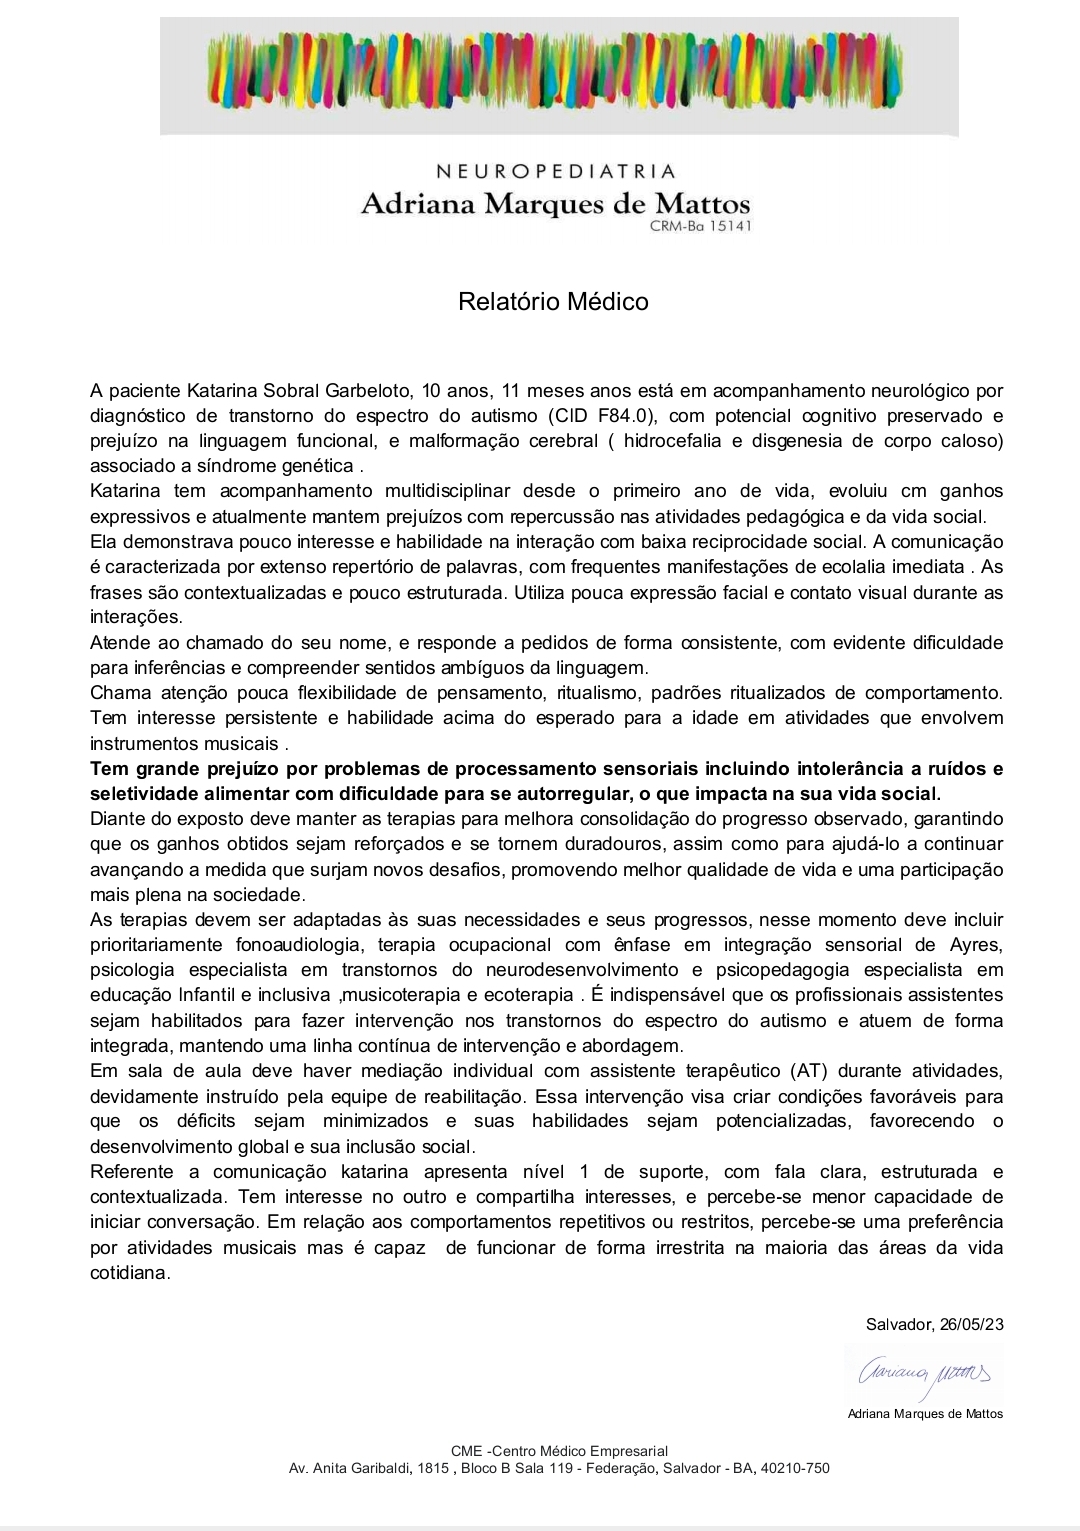 NEUROPEDIATRIA
Adriana Marques de Mattos
CRM-Ba 15141
Relatório Médico
A paciente Katarina Sobral Garbeloto, 10 anos, 11 meses anos está em acompanhamento neurológico por
diagnóstico de transtorno do espectro do autismo (CID F84.0), com potencial cognitivo preservado e
prejuízo na linguagem funcional, e malformação cerebral ( hidrocefalia e disgenesia de corpo caloso)
associado a síndrome genética .
Katarina tem acompanhamento multidisciplinar desde o primeiro ano de vida, evoluiu cm ganhos
expressivos e atualmente mantem prejuízos com repercussão nas atividades pedagógica e da vida social.
Ela demonstrava pouco interesse e habilidade na interação com baixa reciprocidade social. A comunicação
é caracterizada por extenso repertório de palavras, com frequentes manifestações de ecolalia imediata . As
frases são contextualizadas e pouco estruturada. Utiliza pouca expressão facial e contato visual durante as
interações.
Atende ao chamado do seu nome, e responde a pedidos de forma consistente, com evidente dificuldade
para inferências e compreender sentidos ambíguos da linguagem.
Chama atenção pouca flexibilidade de pensamento, ritualismo, padrões ritualizados de comportamento.
Tem interesse persistente e habilidade acima do esperado para a idade em atividades que envolvem
instrumentos musicais .
Tem grande prejuízo por problemas de processamento sensoriais incluindo intolerância a ruídos e
seletividade alimentar com dificuldade para se autorregular, o que impacta na sua vida social.
Diante do exposto deve manter as terapias para melhora consolidação do progresso observado, garantindo
que os ganhos obtidos sejam reforçados e se tornem duradouros, assim como para ajudá-lo a continuar
avançando a medida que surjam novos desafios, promovendo melhor qualidade de vida e uma participação
mais plena na sociedade.
As terapias devem ser adaptadas às suas necessidades e seus progressos, nesse momento deve incluir
prioritariamente fonoaudiologia, terapia ocupacional com ênfase em integração sensorial de Ayres,
psicologia especialista em transtornos do neurodesenvolvimento e psicopedagogia especialista em
educação Infantil e inclusiva ,musicoterapia e ecoterapia . É indispensável que os profissionais assistentes
sejam habilitados para fazer intervenção nos transtornos do espectro do autismo e atuem de forma
integrada, mantendo uma linha contínua de intervenção e abordagem.
Em sala de aula deve haver mediação individual com assistente terapêutico (AT) durante atividades,
devidamente instruído pela equipe de reabilitação. Essa intervenção visa criar condições favoráveis para
que os déficits sejam minimizados e suas habilidades sejam potencializadas, favorecendo o
desenvolvimento global e sua inclusão social.
Referente a comunicação katarina apresenta nível 1 de suporte, com fala clara, estruturada e
contextualizada. Tem interesse no outro e compartilha interesses, e percebe-se menor capacidade de
iniciar conversação. Em relação aos comportamentos repetitivos ou restritos, percebe-se uma preferência
por atividades musicais mas é capaz de funcionar de forma irrestrita na maioria das áreas da vida
cotidiana.
Salvador, 26/05/23
Adriana Mattos
Adriana Marques de Mattos
CME -Centro Médico Empresarial
Av. Anita Garibaldi, 1815 , Bloco B Sala 119 - Federação, Salvador - BA, 40210-750